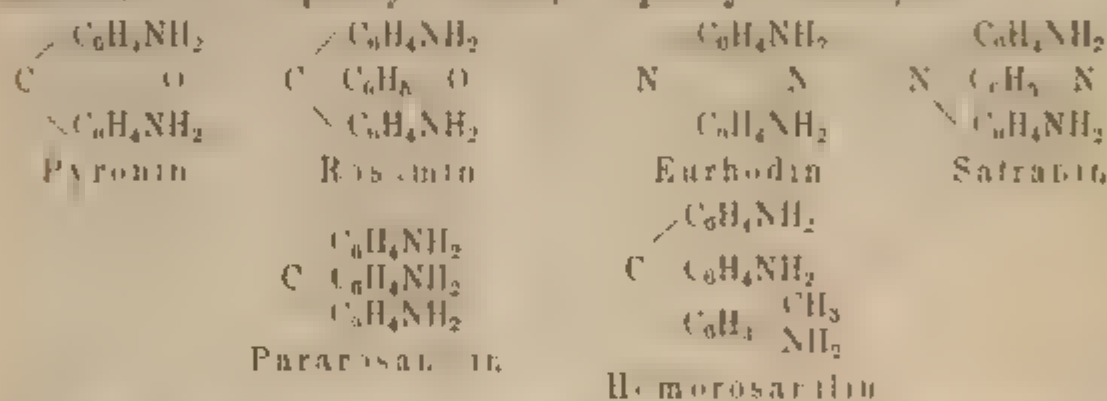 C₆H₄NH₂ C₆H₄NH₂ C₆H₄NH₂ C₆H₄NH₂
C O C C₆H₅ O N N N N
C₆H₄NH₂ C₆H₄NH₂ C₆H₄NH₂ C₆H₄NH₂
Pyronin Rosamin Eurhodin Safranin
C₆H₄NH₂
C₆H₄NH₂
C C₆H₄NH₂
C C₆H₄NH₂
C₆H₄NH₂
CH₃
C₆H₃
NH₂
Pararosanilin
Homorosanilin